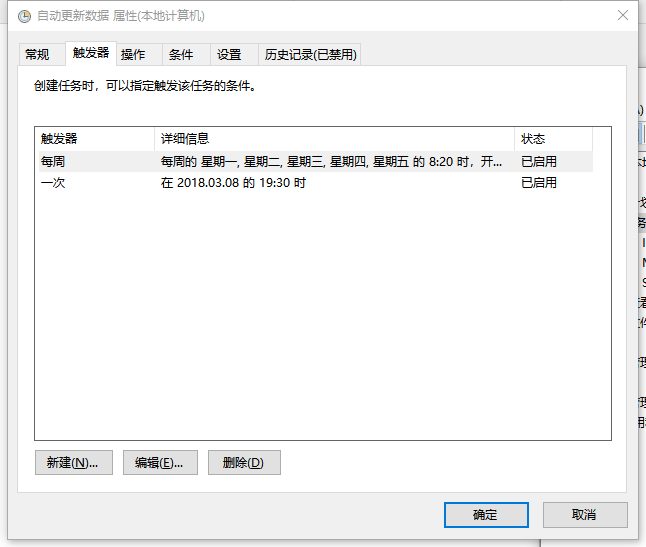 自动更新数据 属性(本地计算机)
常规 触发器 操作 条件 设置 历史记录(已禁用)
创建任务时，可以指定触发该任务的条件。
触发器 详细信息 状态
每周 每周的 星期一, 星期二, 星期三, 星期四, 星期五 的 8:20 时，开... 已启用
一次 在 2018.03.08 的 19:30 时 已启用
新建(N)... 编辑(E)... 删除(D)
确定 取消